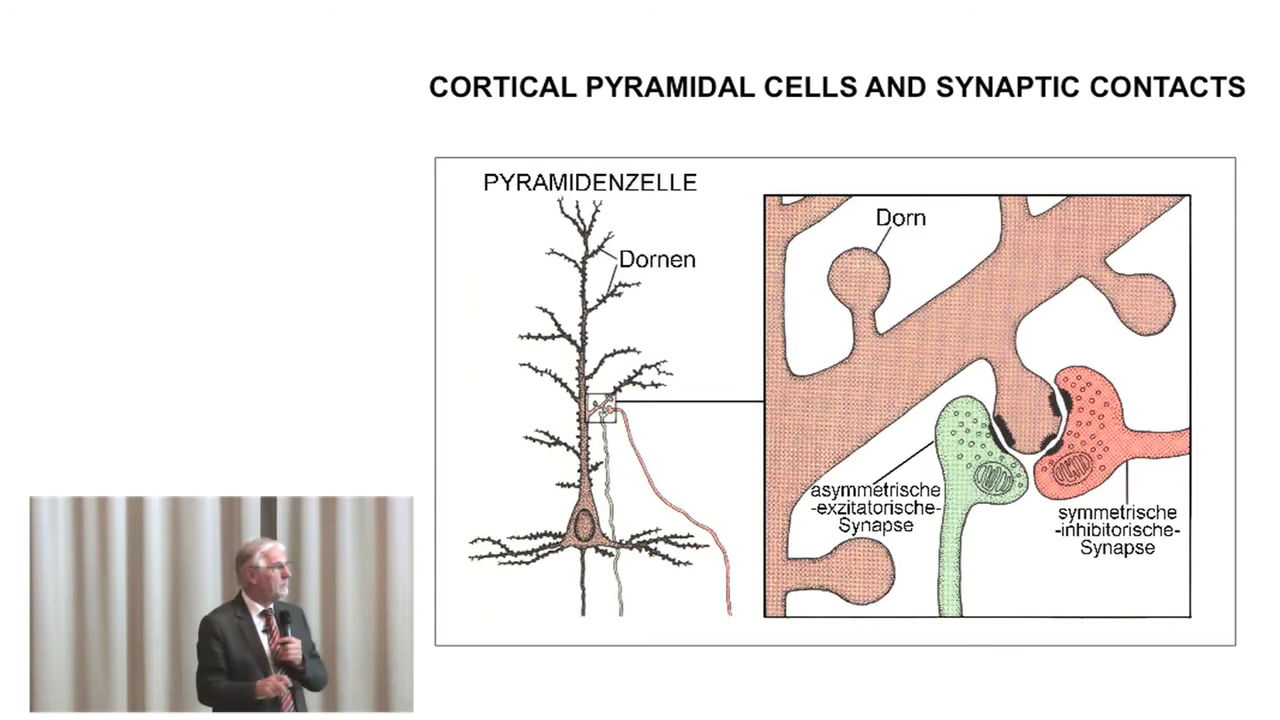 CORTICAL PYRAMIDAL CELLS AND SYNAPTIC CONTACTS
PYRAMIDENZELLE
Dornen
Dorn
asymmetrische
-exzitatorische-
Synapse
symmetrische
-inhibitorische-
Synapse